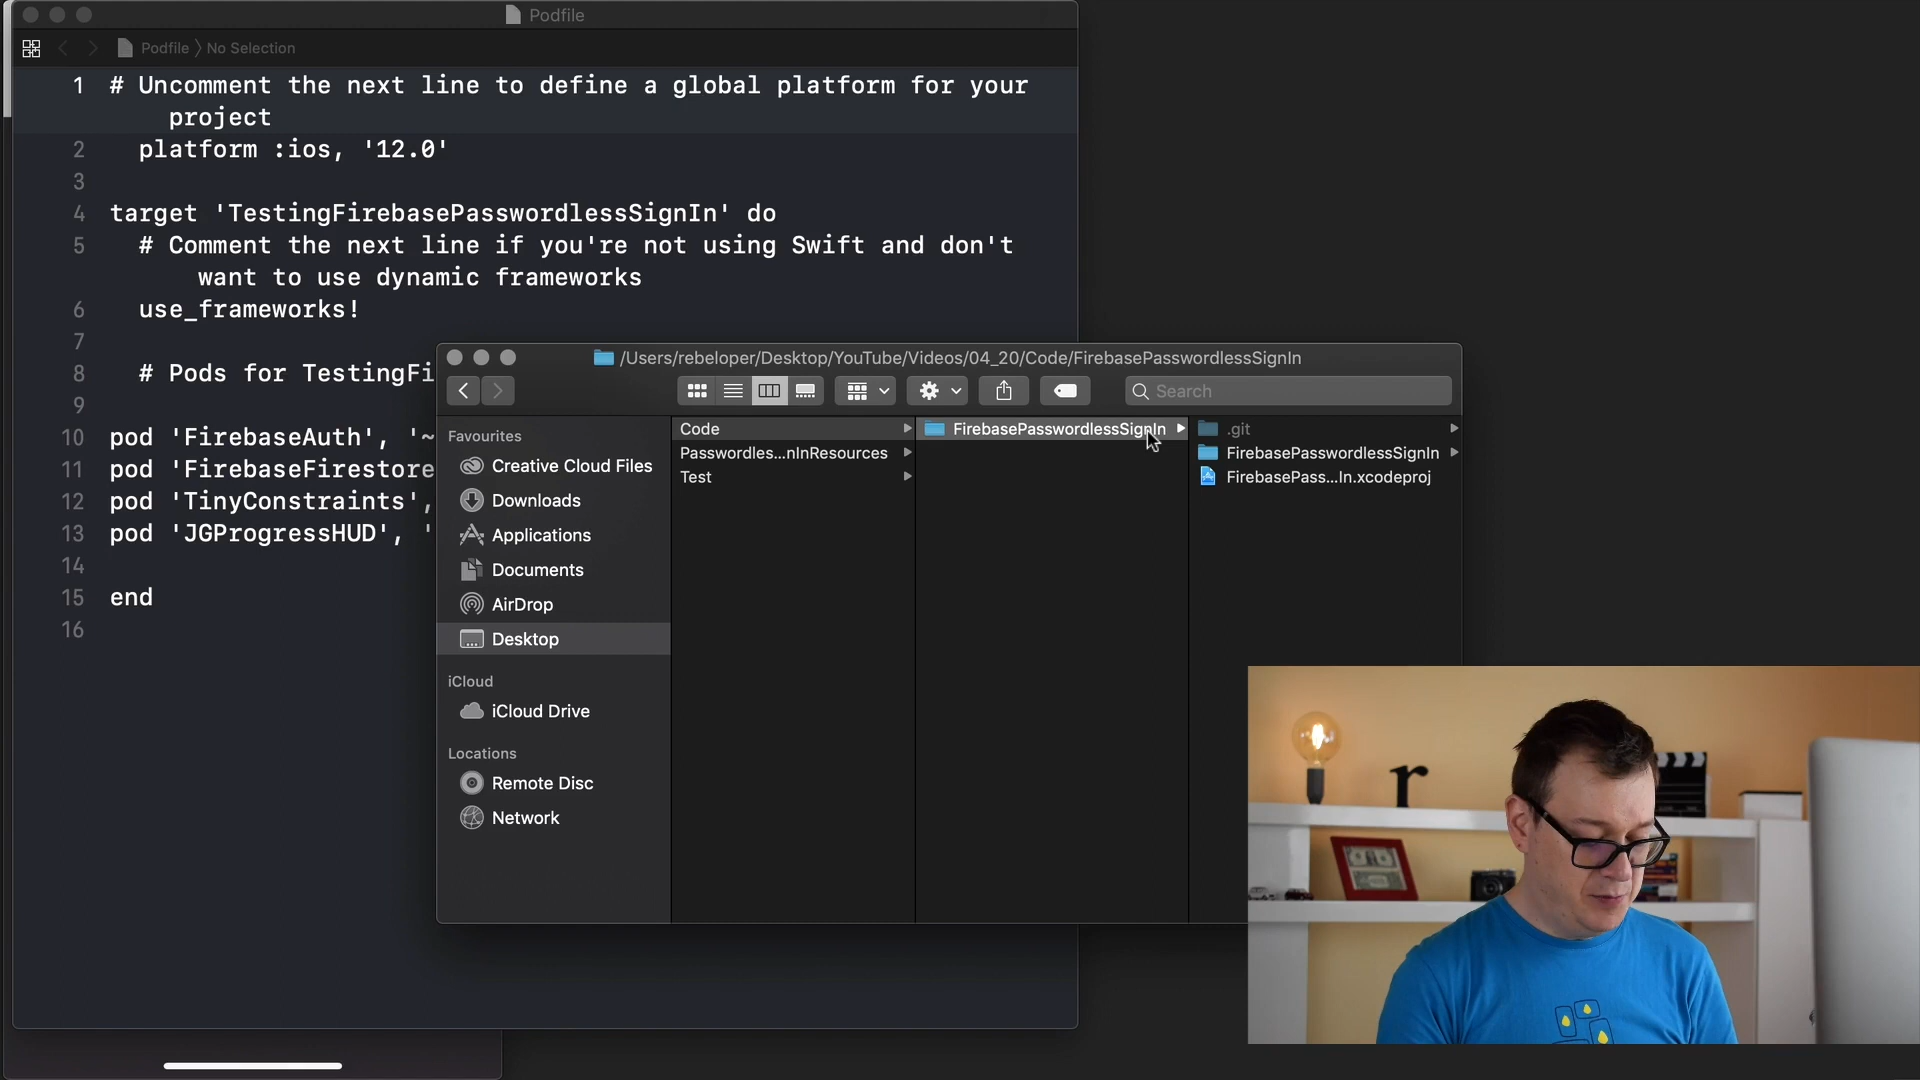 Podfile
Podfile 〉No Selection
1 # Uncomment the next line to define a global platform for your
project
2 platform :ios, '12.0'
3
4 target 'TestingFirebasePasswordlessSignIn' do
5 # Comment the next line if you're not using Swift and don't
want to use dynamic frameworks
6 use_frameworks!
7
8 # Pods for TestingFi
9
10 pod 'FirebaseAuth', '~
11 pod 'FirebaseFirestore
12 pod 'TinyConstraints',
13 pod 'JGProgressHUD', '
14
15 end
16
/Users/rebeloper/Desktop/YouTube/Videos/04_20/Code/FirebasePasswordlessSignIn
Search
Favourites
Creative Cloud Files
Downloads
Applications
Documents
AirDrop
Desktop
iCloud
iCloud Drive
Locations
Remote Disc
Network
Code
Passwordles...nInResources
Test
FirebasePasswordlessSignIn
.git
FirebasePasswordlessSignIn
FirebasePass...In.xcodeproj
r